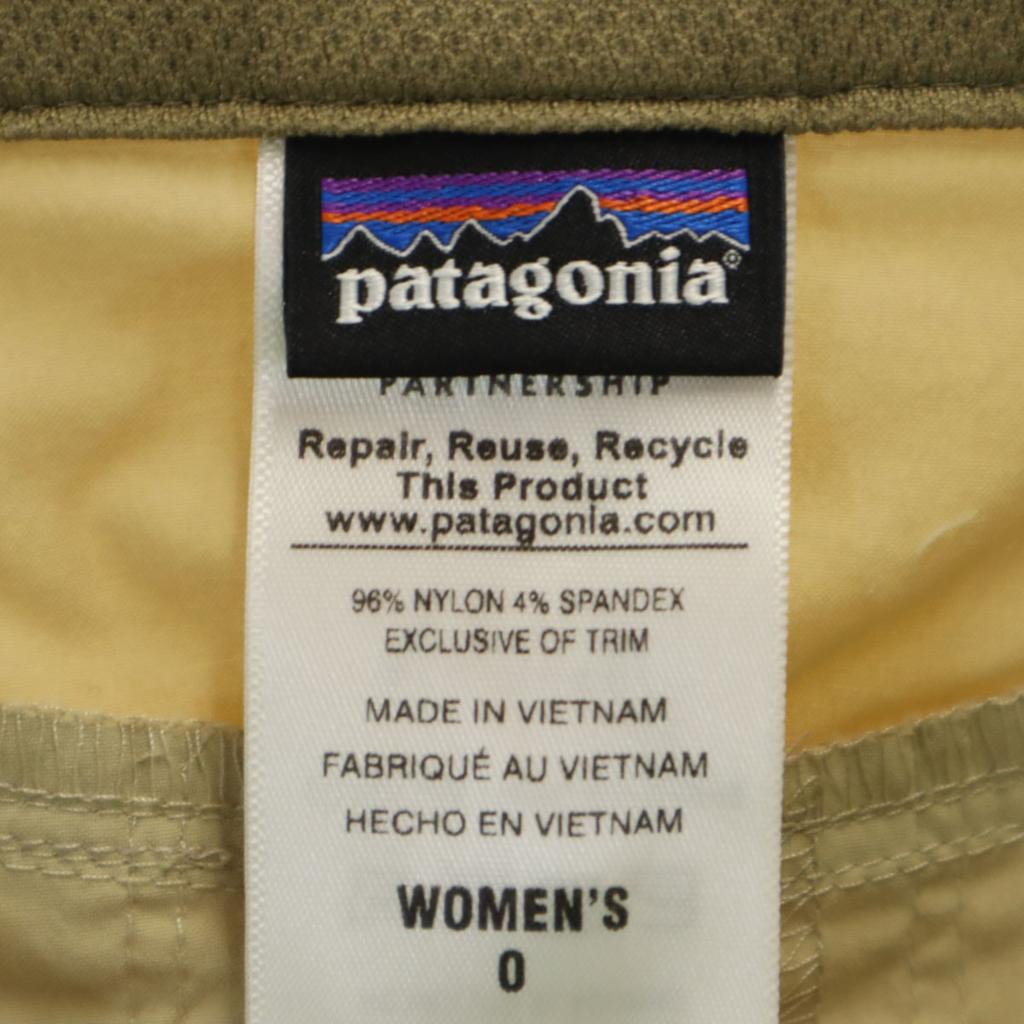 patagonia®
PARTNERSHIP
Repair, Reuse, Recycle
This Product
www.patagonia.com
96% NYLON 4% SPANDEX
EXCLUSIVE OF TRIM
MADE IN VIETNAM
FABRIQUÉ AU VIETNAM
HECHO EN VIETNAM
WOMEN'S
0